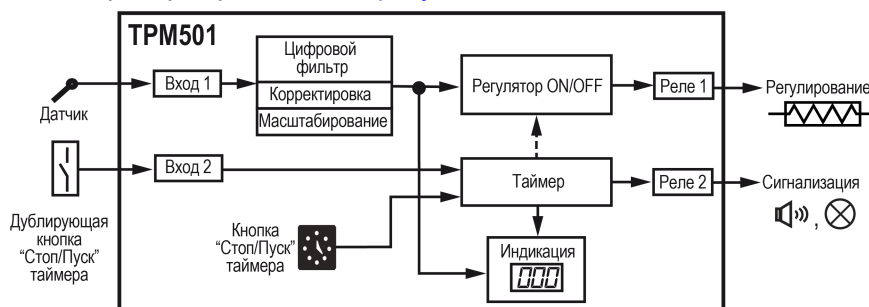 ТРМ501
Цифровой
фильтр
Корректировка
Масштабирование
Вход 1
Датчик
Регулятор ON/OFF
Реле 1
Регулирование
Вход 2
Таймер
Реле 2
Сигнализация
,
Дублирующая
кнопка
“Стоп/Пуск”
таймера
Кнопка
“Стоп/Пуск”
таймера
Индикация
000